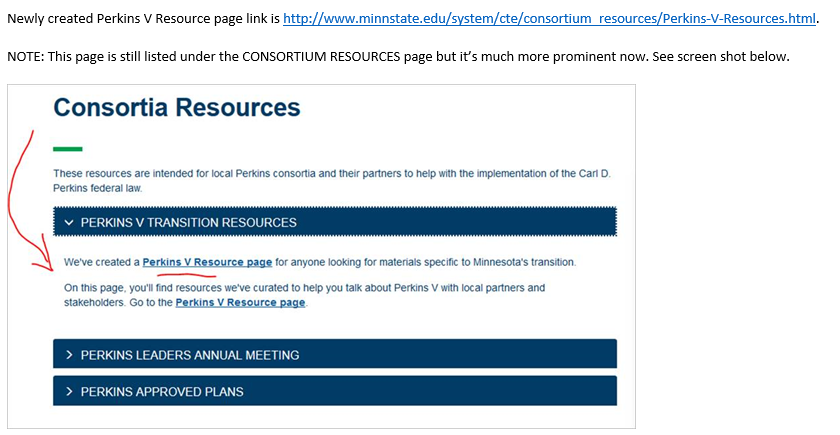 Newly created Perkins V Resource page link is http://www.minnstate.edu/system/cte/consortium_resources/Perkins-V-Resources.html.
NOTE: This page is still listed under the CONSORTIUM RESOURCES page but it's much more prominent now. See screen shot below.
Consortia Resources
These resources are intended for local Perkins consortia and their partners to help with the implementation of the Carl D.
Perkins federal law.
PERKINS V TRANSITION RESOURCES
We've created a Perkins V Resource page for anyone looking for materials specific to Minnesota's transition.
On this page, you'll find resources we've curated to help you talk about Perkins V with local partners and
stakeholders. Go to the Perkins V Resource page.
PERKINS LEADERS ANNUAL MEETING
PERKINS APPROVED PLANS